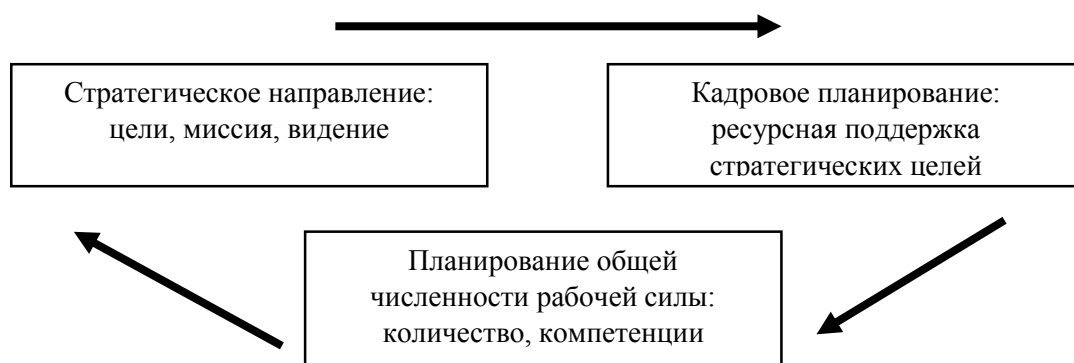 Стратегическое направление:
цели, миссия, видение
Кадровое планирование:
ресурсная поддержка
стратегических целей
Планирование общей
численности рабочей силы:
количество, компетенции